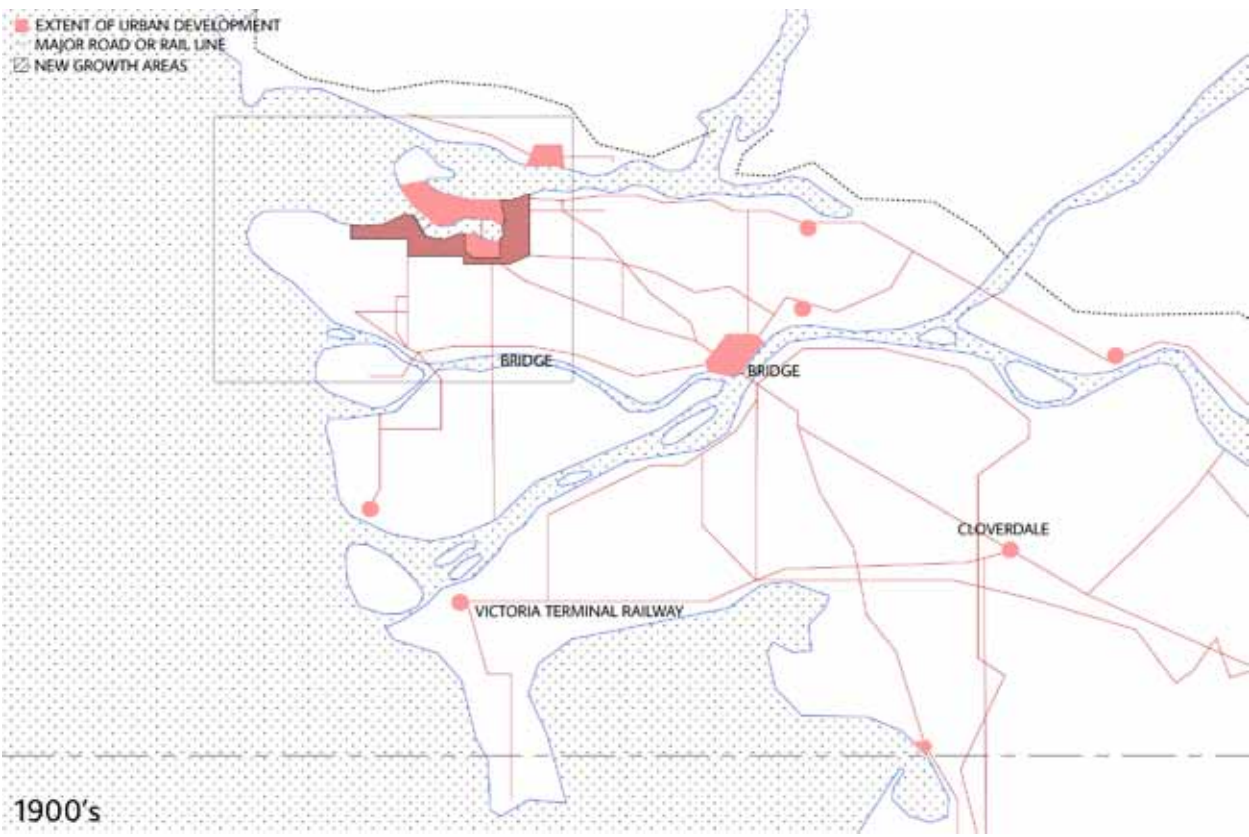 EXTENT OF URBAN DEVELOPMENT
MAJOR ROAD OR RAIL LINE
NEW GROWTH AREAS
BRIDGE
BRIDGE
CLOVERDALE
VICTORIA TERMINAL RAILWAY
1900's